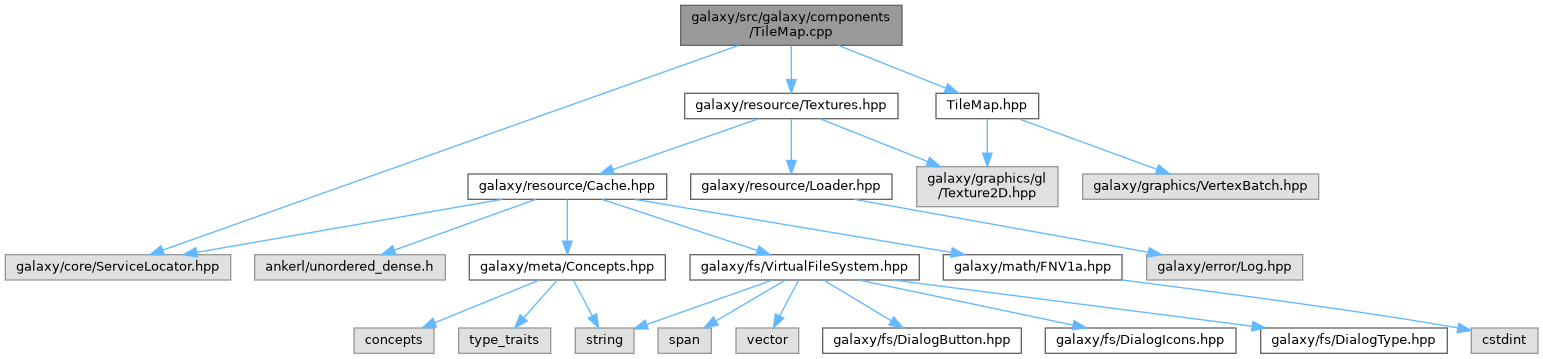 galaxy/src/galaxy/components
/TileMap.cpp
galaxy/resource/Textures.hpp
TileMap.hpp
galaxy/resource/Cache.hpp
galaxy/resource/Loader.hpp
galaxy/graphics/gl
/Texture2D.hpp
galaxy/graphics/VertexBatch.hpp
galaxy/core/ServiceLocator.hpp
ankerl/unordered_dense.h
galaxy/meta/Concepts.hpp
galaxy/fs/VirtualFileSystem.hpp
galaxy/math/FNV1a.hpp
galaxy/error/Log.hpp
concepts
type_traits
string
span
vector
galaxy/fs/DialogButton.hpp
galaxy/fs/DialogIcons.hpp
galaxy/fs/DialogType.hpp
cstdint